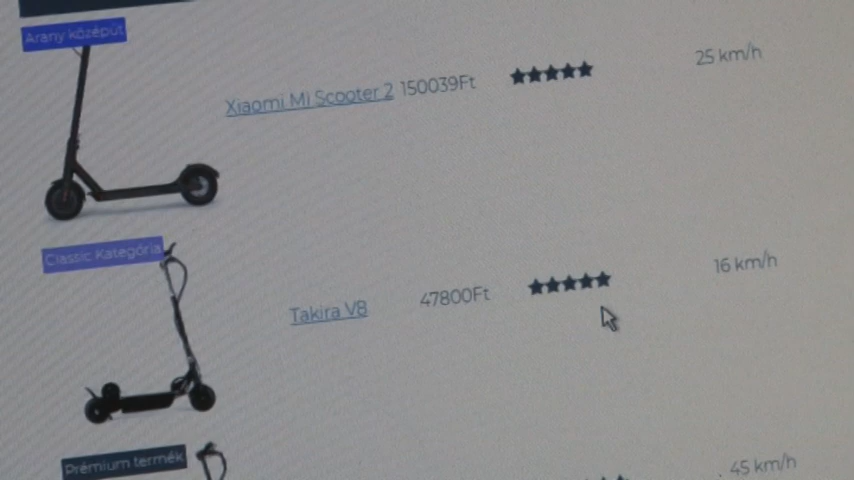 Arany középút
Xiaomi Mi Scooter 2 150039Ft 25 km/h
Classic Kategória
Takira V8 47800Ft 16 km/h
Prémium termék
45 km/h